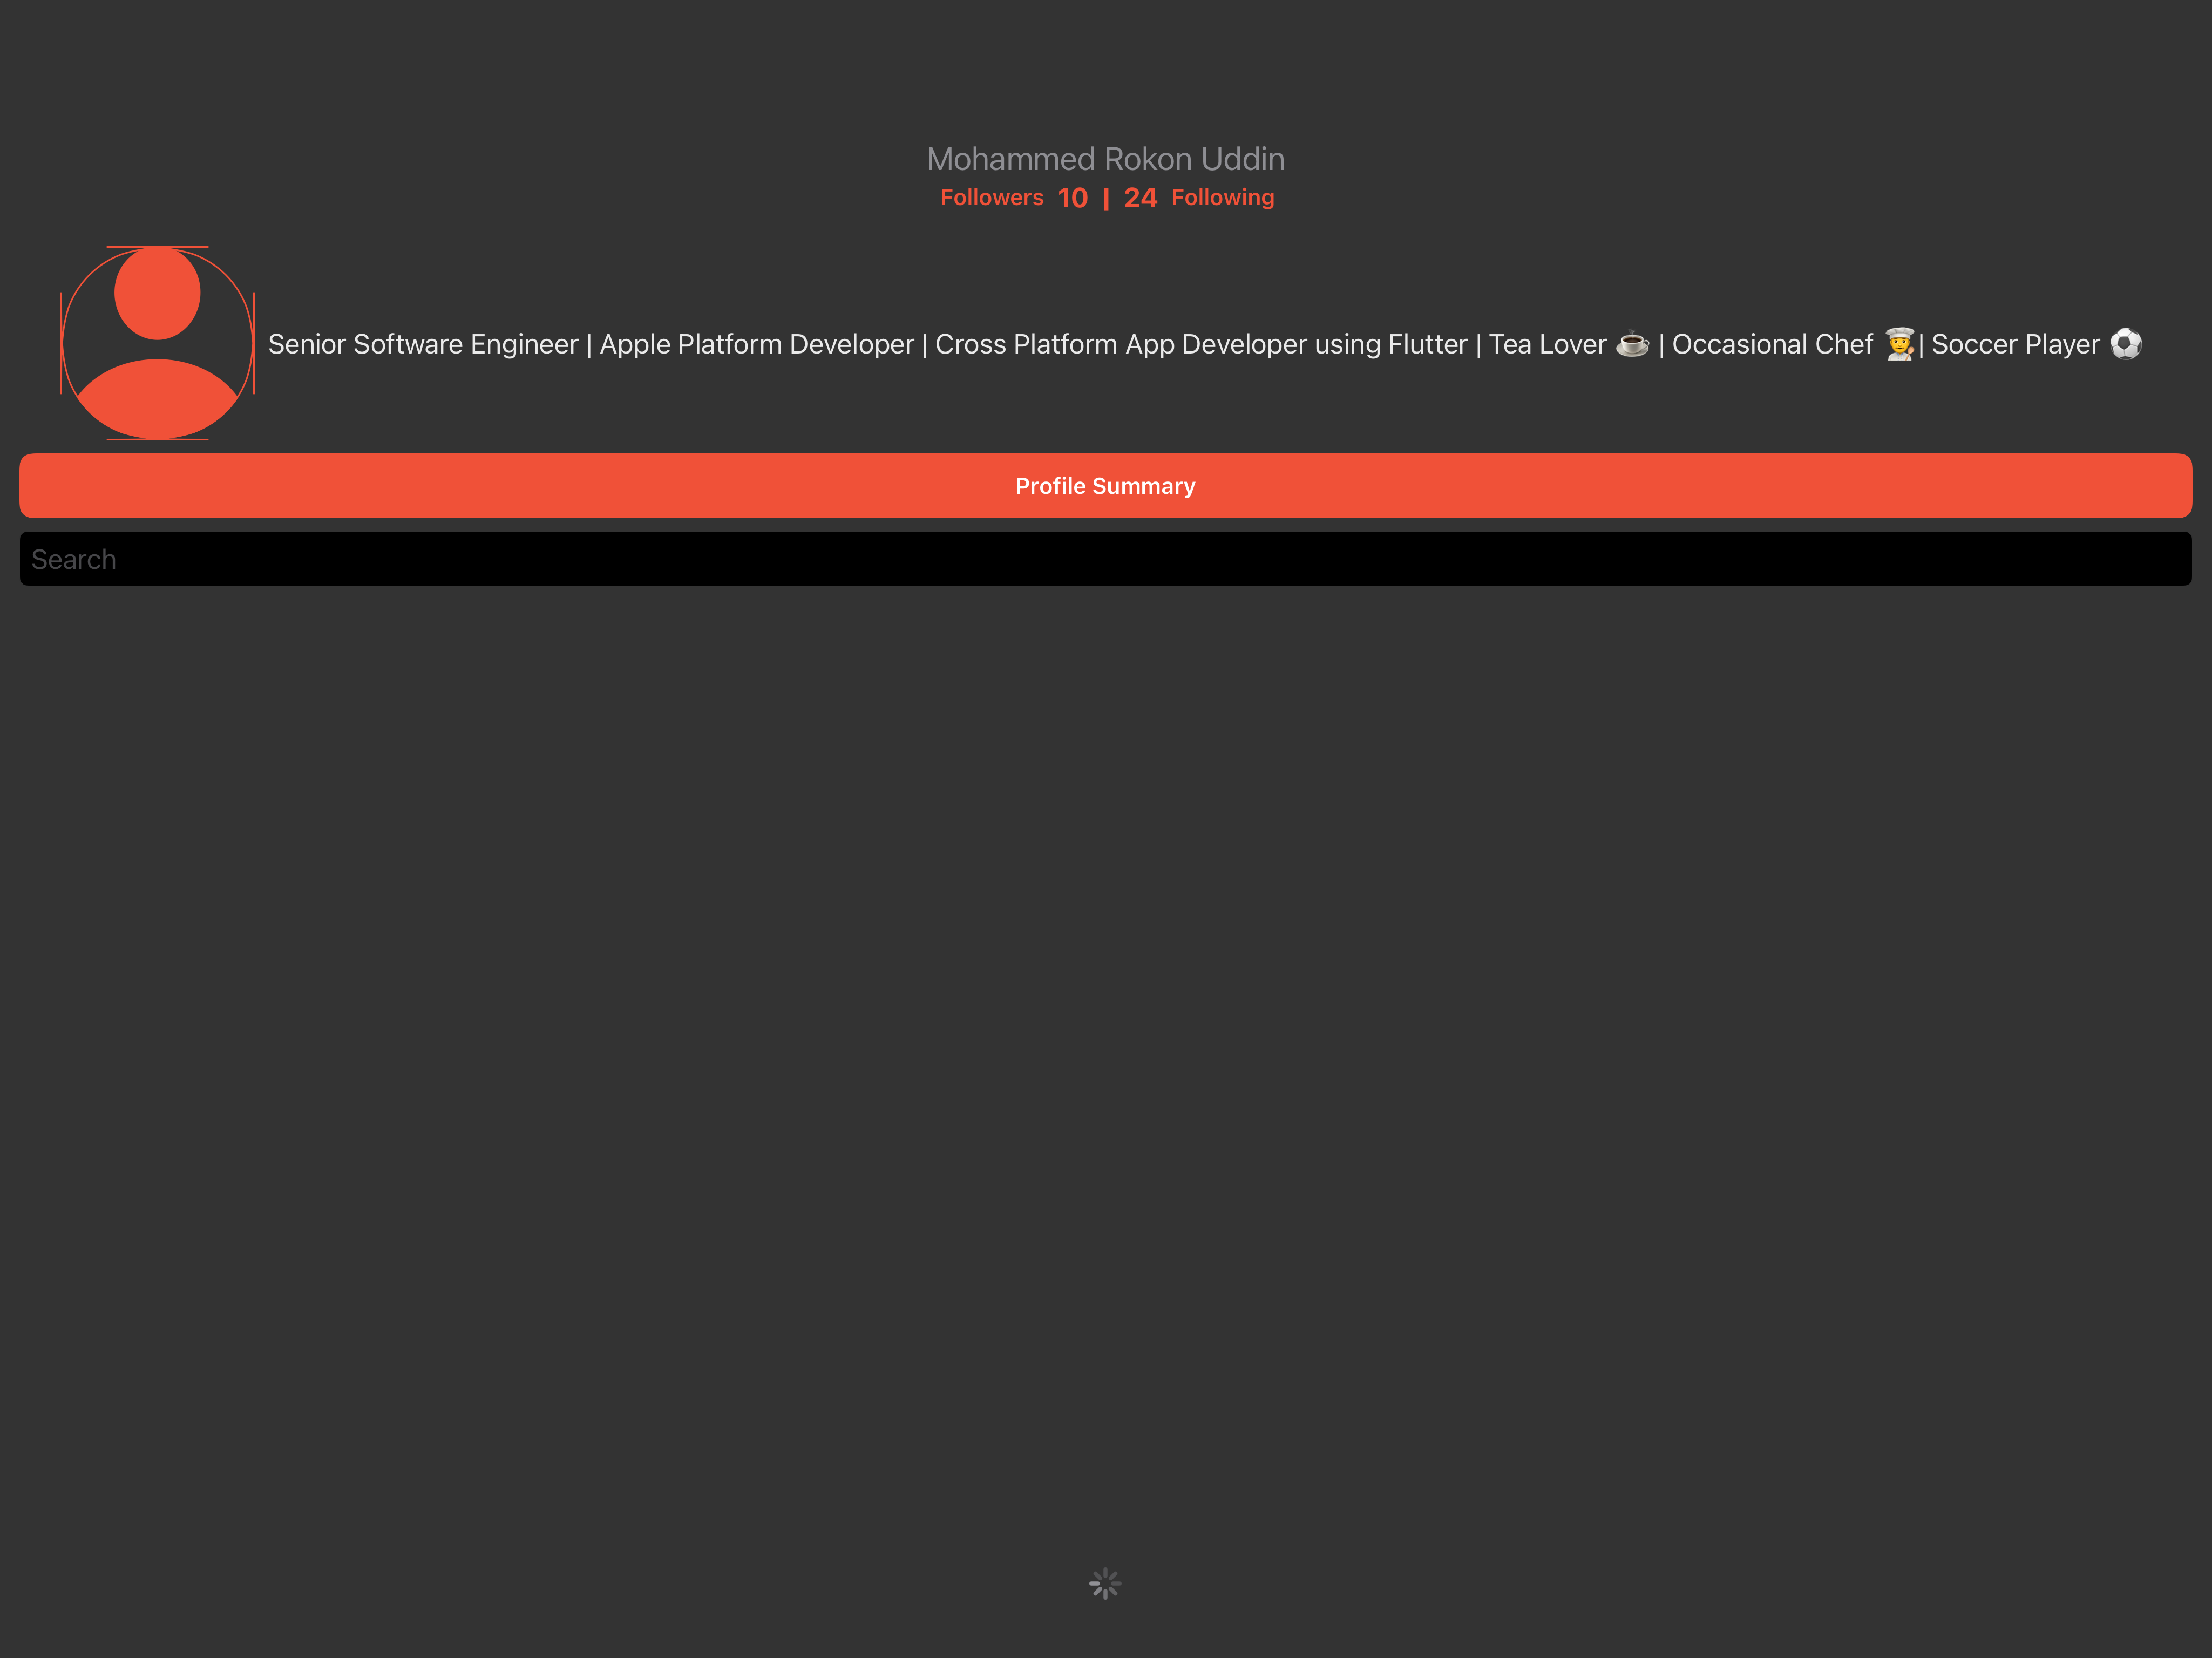 Mohammed Rokon Uddin
Followers 10 | 24 Following
Senior Software Engineer | Apple Platform Developer | Cross Platform App Developer using Flutter | Tea Lover ☕ | Occasional Chef 🧑‍🍳| Soccer Player ⚽
Profile Summary
Search